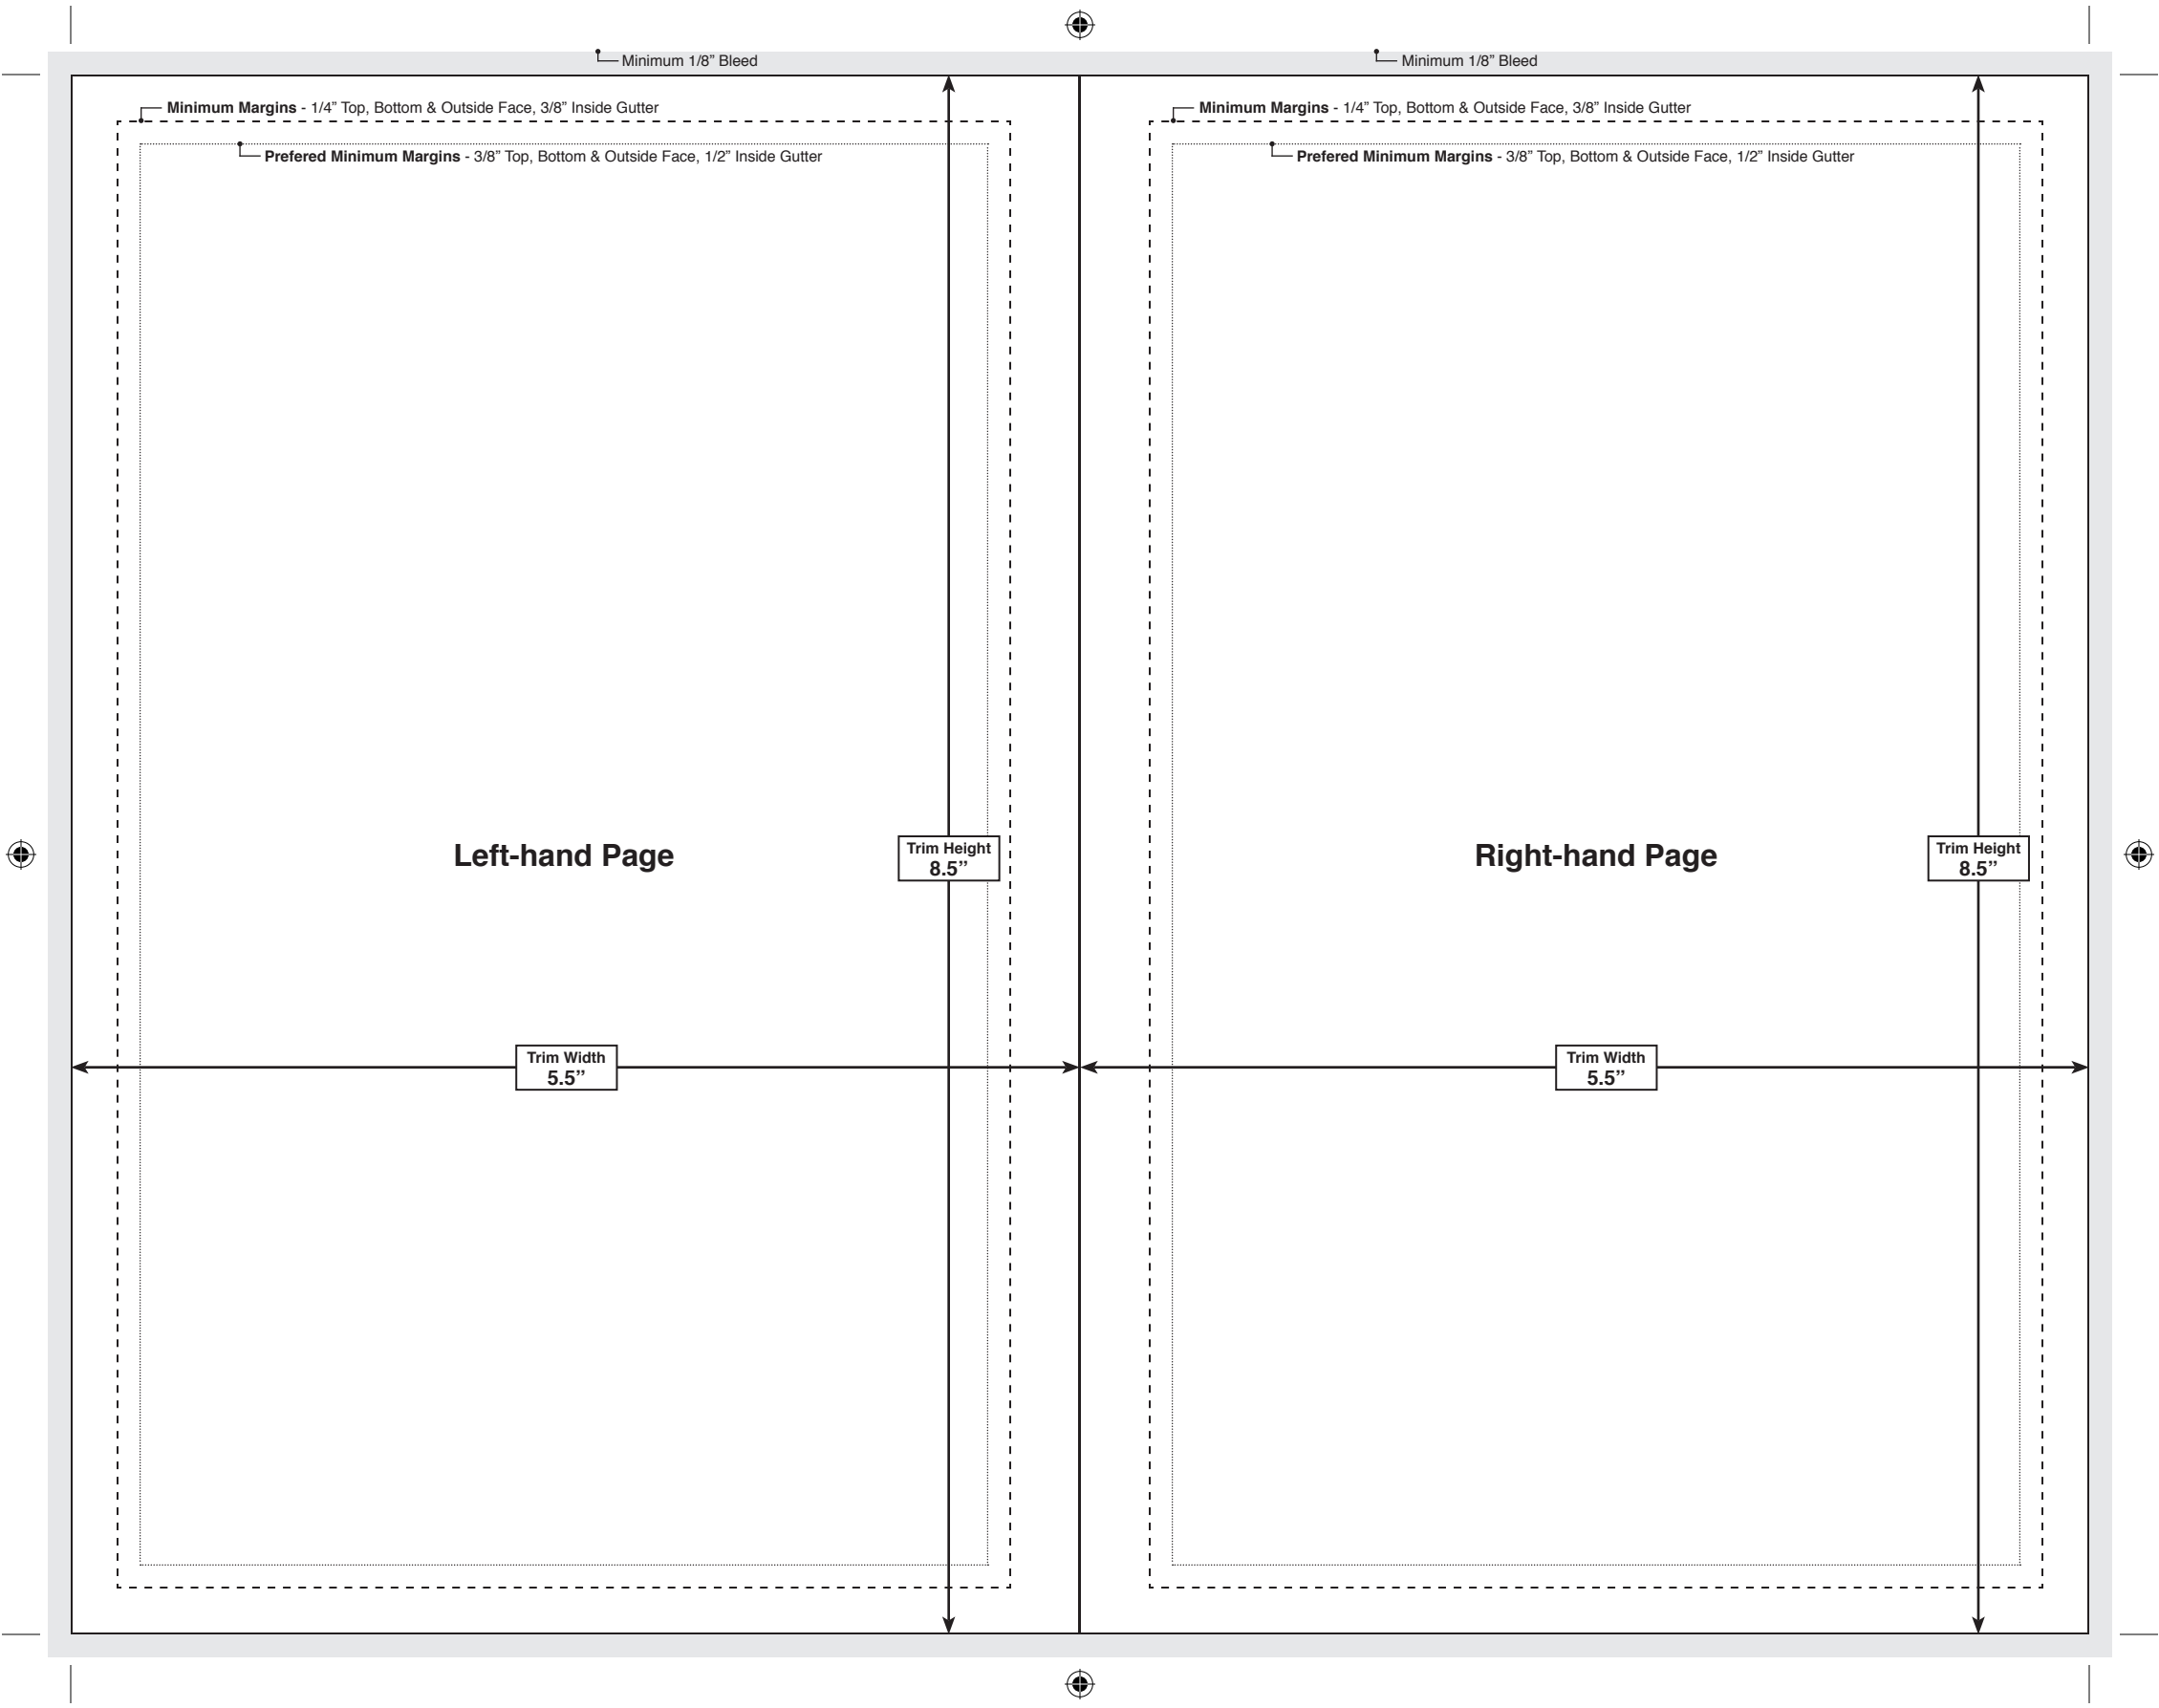 Minimum 1/8” Bleed
Minimum 1/8” Bleed
Minimum Margins - 1/4” Top, Bottom & Outside Face, 3/8” Inside Gutter
Minimum Margins - 1/4” Top, Bottom & Outside Face, 3/8” Inside Gutter
Prefered Minimum Margins - 3/8” Top, Bottom & Outside Face, 1/2” Inside Gutter
Prefered Minimum Margins - 3/8” Top, Bottom & Outside Face, 1/2” Inside Gutter
Left-hand Page
Trim Height
8.5”
Right-hand Page
Trim Height
8.5”
Trim Width
5.5”
Trim Width
5.5”